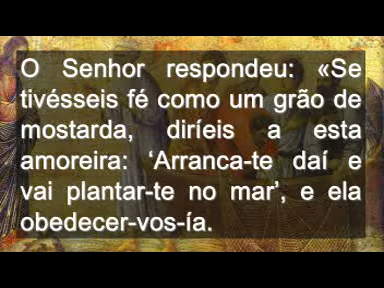 O Senhor respondeu: «Se
tivésseis fé como um grão de
mostarda, diríeis a esta
amoreira: ‘Arranca-te daí e
vai plantar-te no mar’, e ela
obedecer-vos-ía.